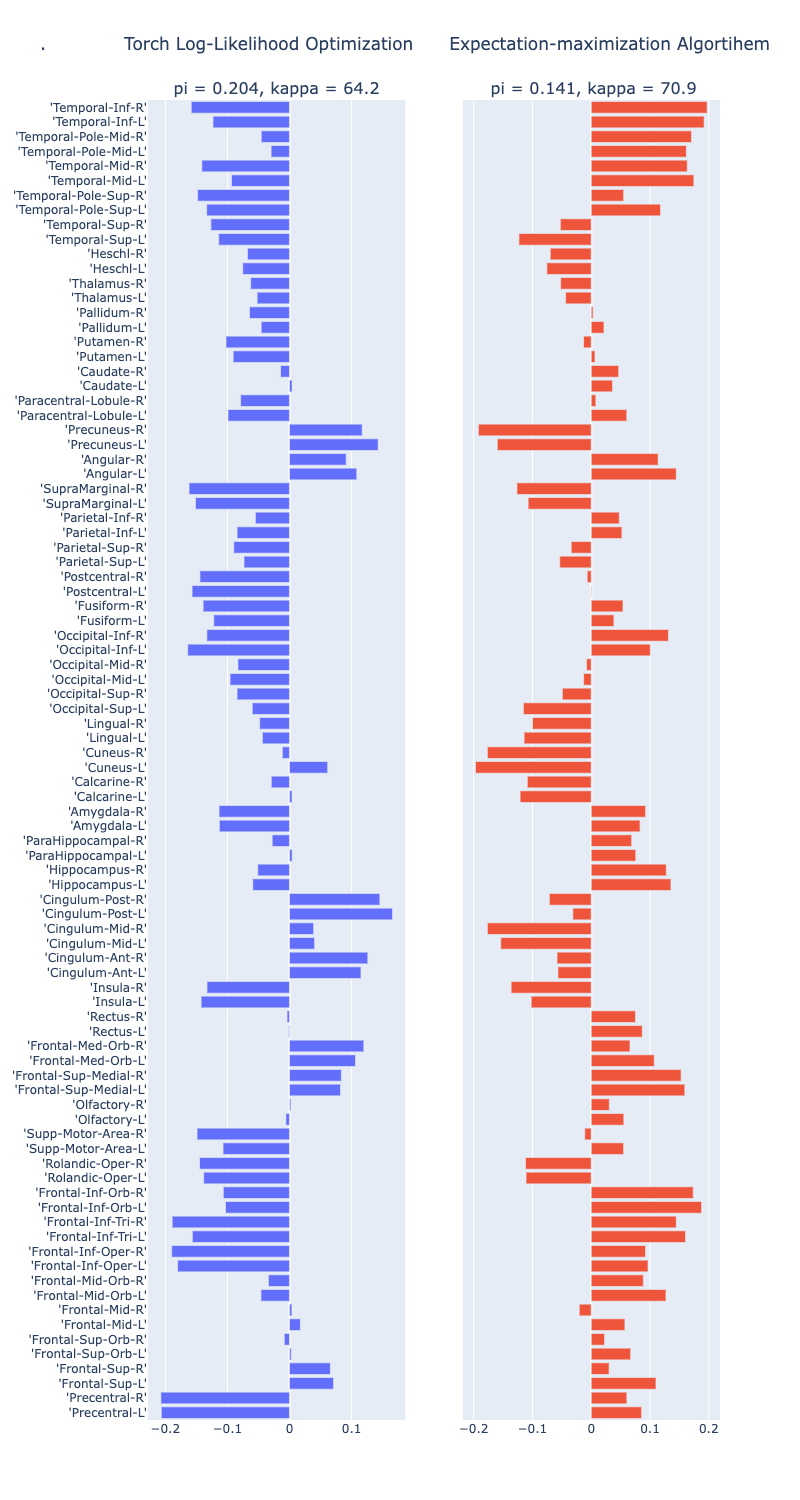 . Torch Log-Likelihood Optimization Expectation-maximization Algortihem
pi = 0.204, kappa = 64.2 pi = 0.141, kappa = 70.9
'Temporal-Inf-R'
'Temporal-Inf-L'
'Temporal-Pole-Mid-R'
'Temporal-Pole-Mid-L'
'Temporal-Mid-R'
'Temporal-Mid-L'
'Temporal-Pole-Sup-R'
'Temporal-Pole-Sup-L'
'Temporal-Sup-R'
'Temporal-Sup-L'
'Heschl-R'
'Heschl-L'
'Thalamus-R'
'Thalamus-L'
'Pallidum-R'
'Pallidum-L'
'Putamen-R'
'Putamen-L'
'Caudate-R'
'Caudate-L'
'Paracentral-Lobule-R'
'Paracentral-Lobule-L'
'Precuneus-R'
'Precuneus-L'
'Angular-R'
'Angular-L'
'SupraMarginal-R'
'SupraMarginal-L'
'Parietal-Inf-R'
'Parietal-Inf-L'
'Parietal-Sup-R'
'Parietal-Sup-L'
'Postcentral-R'
'Postcentral-L'
'Fusiform-R'
'Fusiform-L'
'Occipital-Inf-R'
'Occipital-Inf-L'
'Occipital-Mid-R'
'Occipital-Mid-L'
'Occipital-Sup-R'
'Occipital-Sup-L'
'Lingual-R'
'Lingual-L'
'Cuneus-R'
'Cuneus-L'
'Calcarine-R'
'Calcarine-L'
'Amygdala-R'
'Amygdala-L'
'ParaHippocampal-R'
'ParaHippocampal-L'
'Hippocampus-R'
'Hippocampus-L'
'Cingulum-Post-R'
'Cingulum-Post-L'
'Cingulum-Mid-R'
'Cingulum-Mid-L'
'Cingulum-Ant-R'
'Cingulum-Ant-L'
'Insula-R'
'Insula-L'
'Rectus-R'
'Rectus-L'
'Frontal-Med-Orb-R'
'Frontal-Med-Orb-L'
'Frontal-Sup-Medial-R'
'Frontal-Sup-Medial-L'
'Olfactory-R'
'Olfactory-L'
'Supp-Motor-Area-R'
'Supp-Motor-Area-L'
'Rolandic-Oper-R'
'Rolandic-Oper-L'
'Frontal-Inf-Orb-R'
'Frontal-Inf-Orb-L'
'Frontal-Inf-Tri-R'
'Frontal-Inf-Tri-L'
'Frontal-Inf-Oper-R'
'Frontal-Inf-Oper-L'
'Frontal-Mid-Orb-R'
'Frontal-Mid-Orb-L'
'Frontal-Mid-R'
'Frontal-Mid-L'
'Frontal-Sup-Orb-R'
'Frontal-Sup-Orb-L'
'Frontal-Sup-R'
'Frontal-Sup-L'
'Precentral-R'
'Precentral-L'
−0.2 −0.1 0 0.1 −0.2 −0.1 0 0.1 0.2